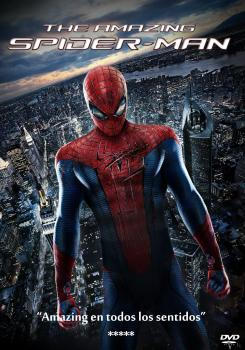 THE AMAZING
SPIDER-MAN
“Amazing en todos los sentidos”
*****
DVD